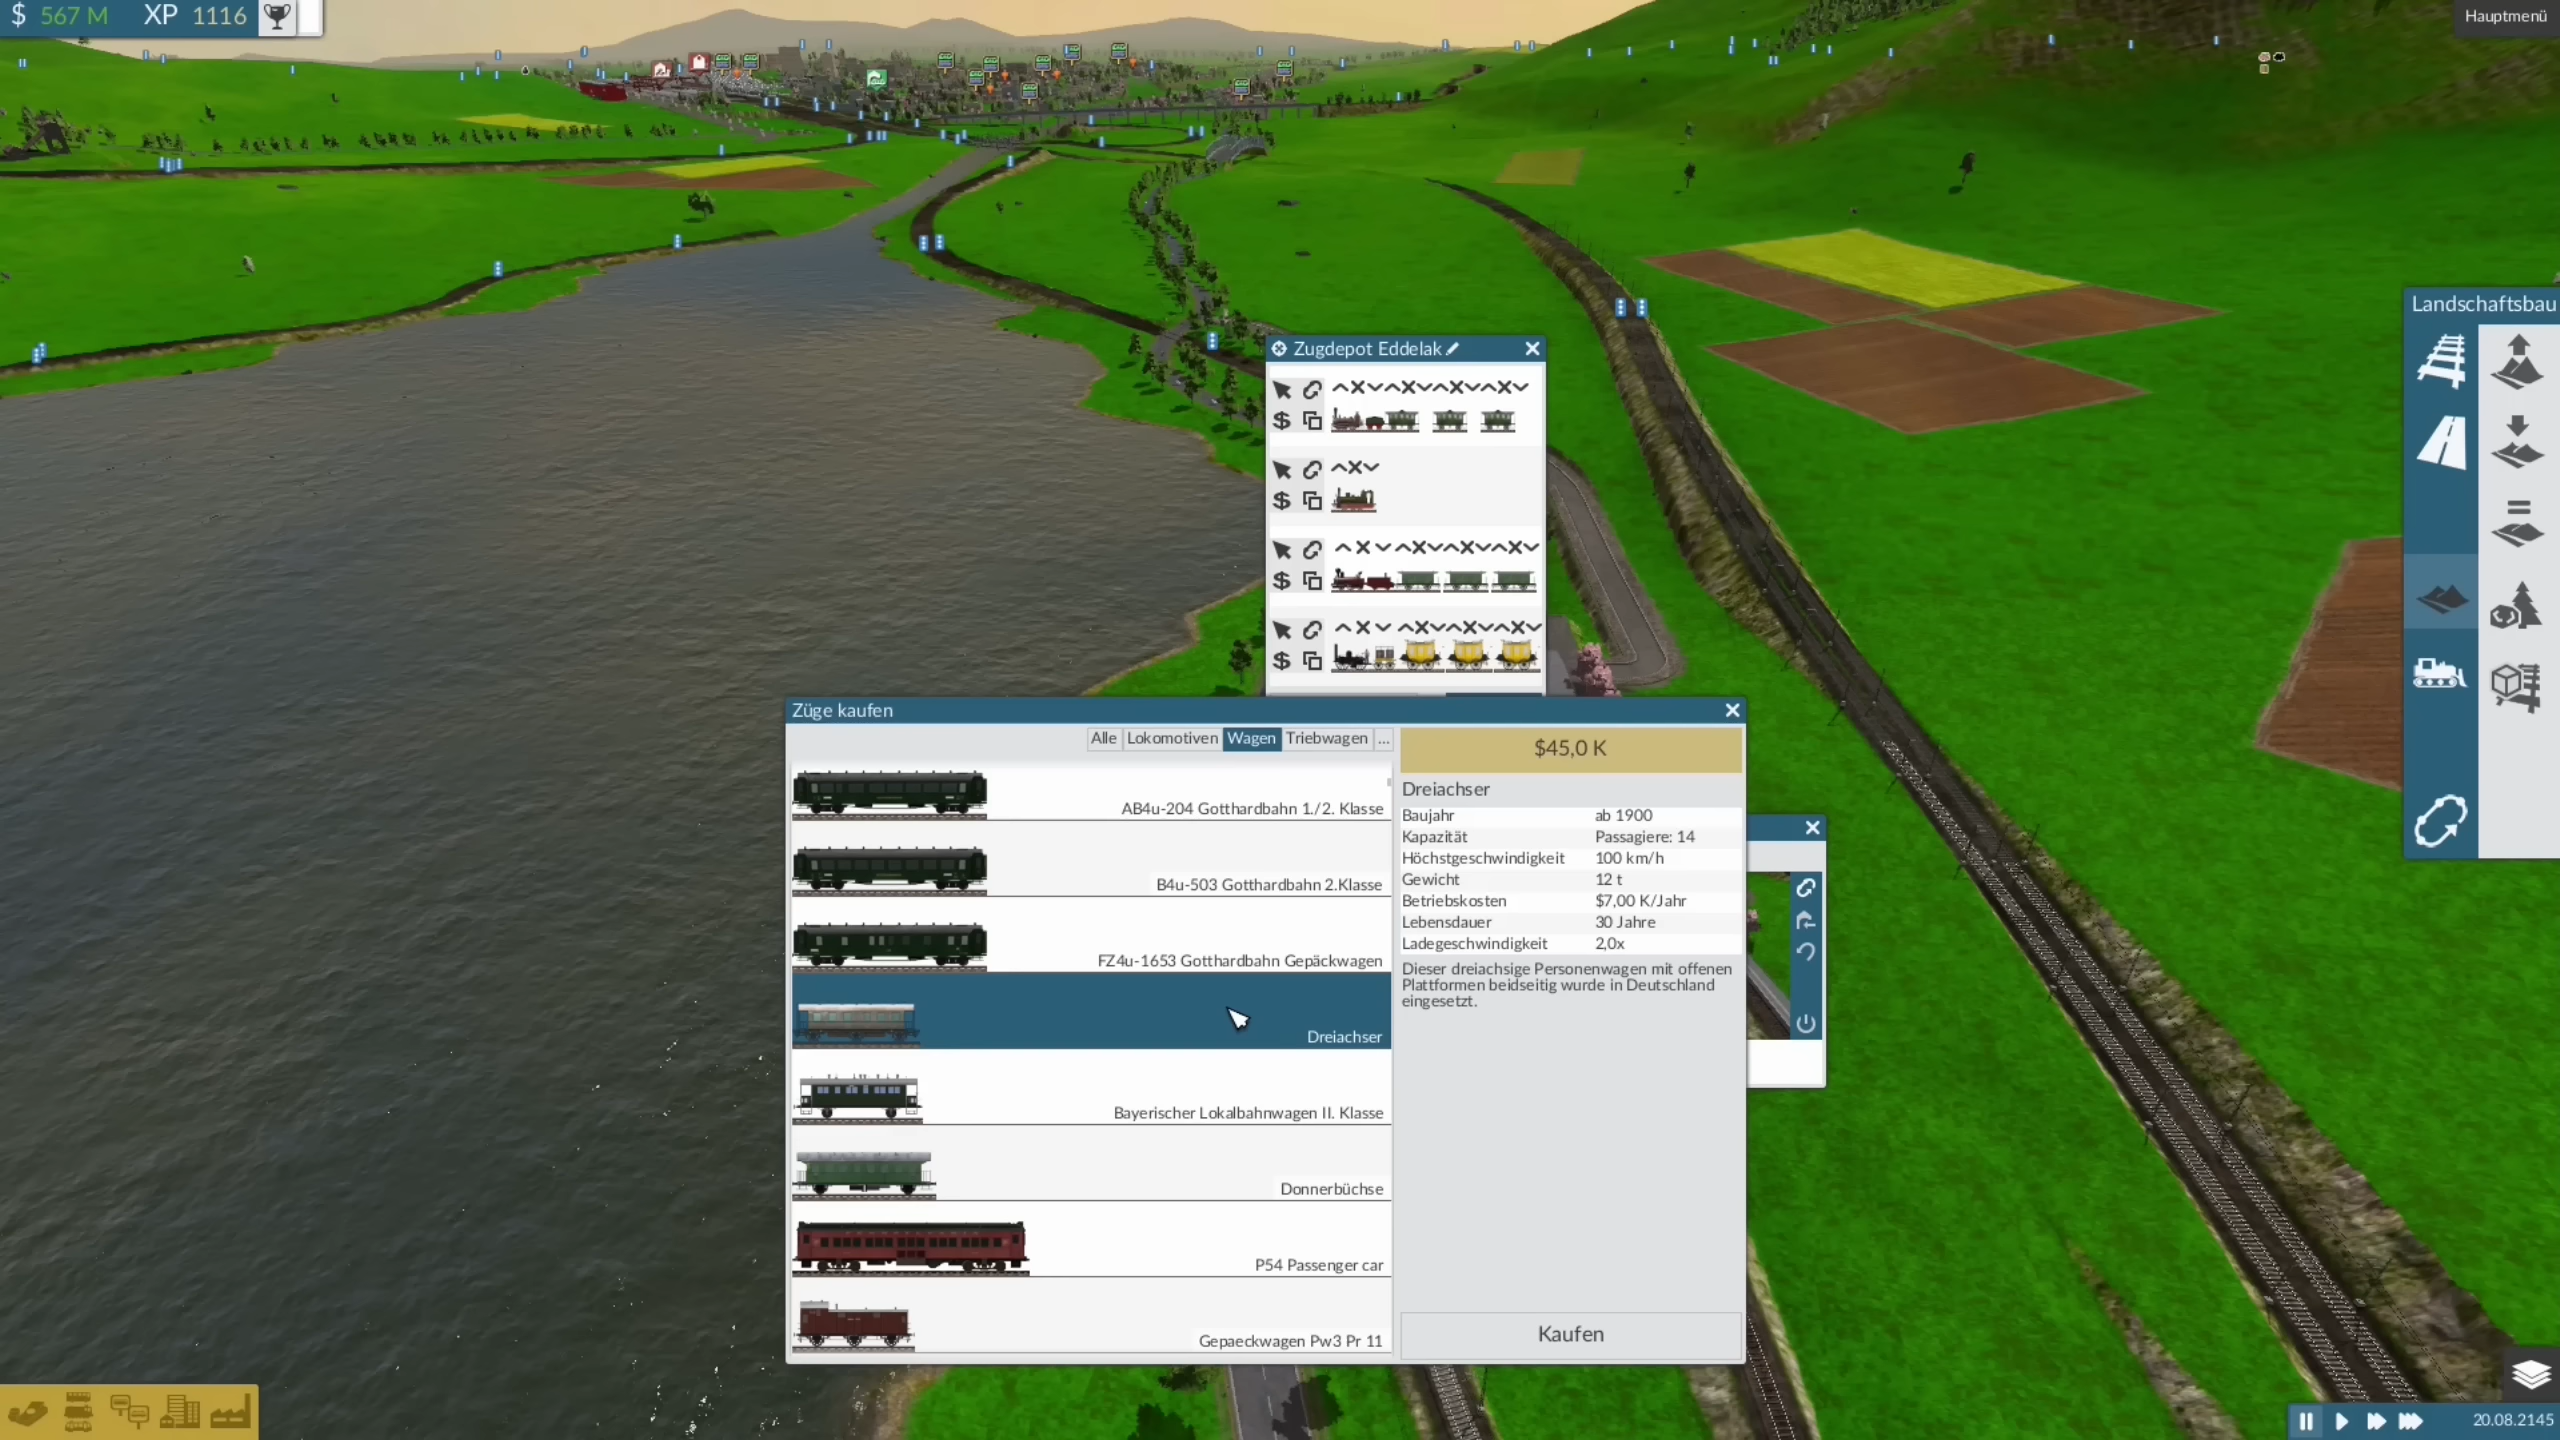 $ 567 M XP 1116
Hauptmenü
Landschaftsbau
Zugdepot Eddelak
Züge kaufen
Alle Lokomotiven Wagen Triebwagen ...
AB4u-204 Gotthardbahn 1./2. Klasse
B4u-503 Gotthardbahn 2.Klasse
FZ4u-1653 Gotthardbahn Gepäckwagen
Dreiachser
Bayerischer Lokalbahnwagen II. Klasse
Donnerbüchse
P54 Passenger car
Gepaeckwagen Pw3 Pr 11
$45,0 K
Dreiachser
Baujahr ab 1900
Kapazität Passagiere: 14
Höchstgeschwindigkeit 100 km/h
Gewicht 12 t
Betriebskosten $7,00 K/Jahr
Lebensdauer 30 Jahre
Ladegeschwindigkeit 2,0x
Dieser dreiachsige Personenwagen mit offenen
Plattformen beidseitig wurde in Deutschland
eingesetzt.
Kaufen
20.08.2145